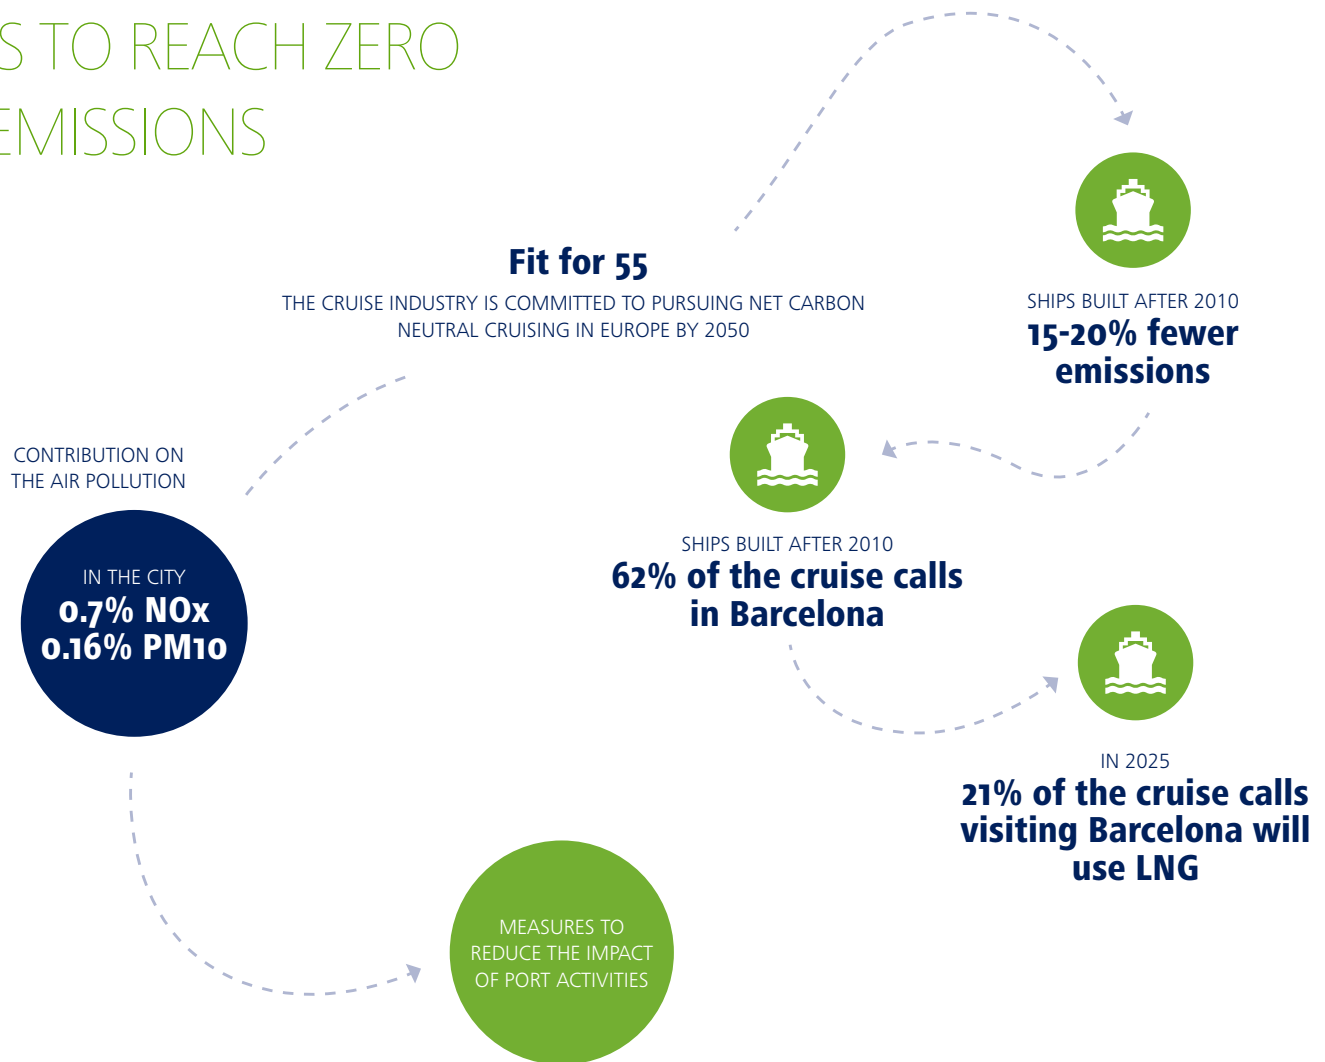 S TO REACH ZERO
EMISSIONS
Fit for 55
THE CRUISE INDUSTRY IS COMMITTED TO PURSUING NET CARBON
NEUTRAL CRUISING IN EUROPE BY 2050
SHIPS BUILT AFTER 2010
15-20% fewer
emissions
CONTRIBUTION ON
THE AIR POLLUTION
IN THE CITY
0.7% NOx
0.16% PM10
SHIPS BUILT AFTER 2010
62% of the cruise calls
in Barcelona
IN 2025
21% of the cruise calls
visiting Barcelona will
use LNG
MEASURES TO
REDUCE THE IMPACT
OF PORT ACTIVITIES